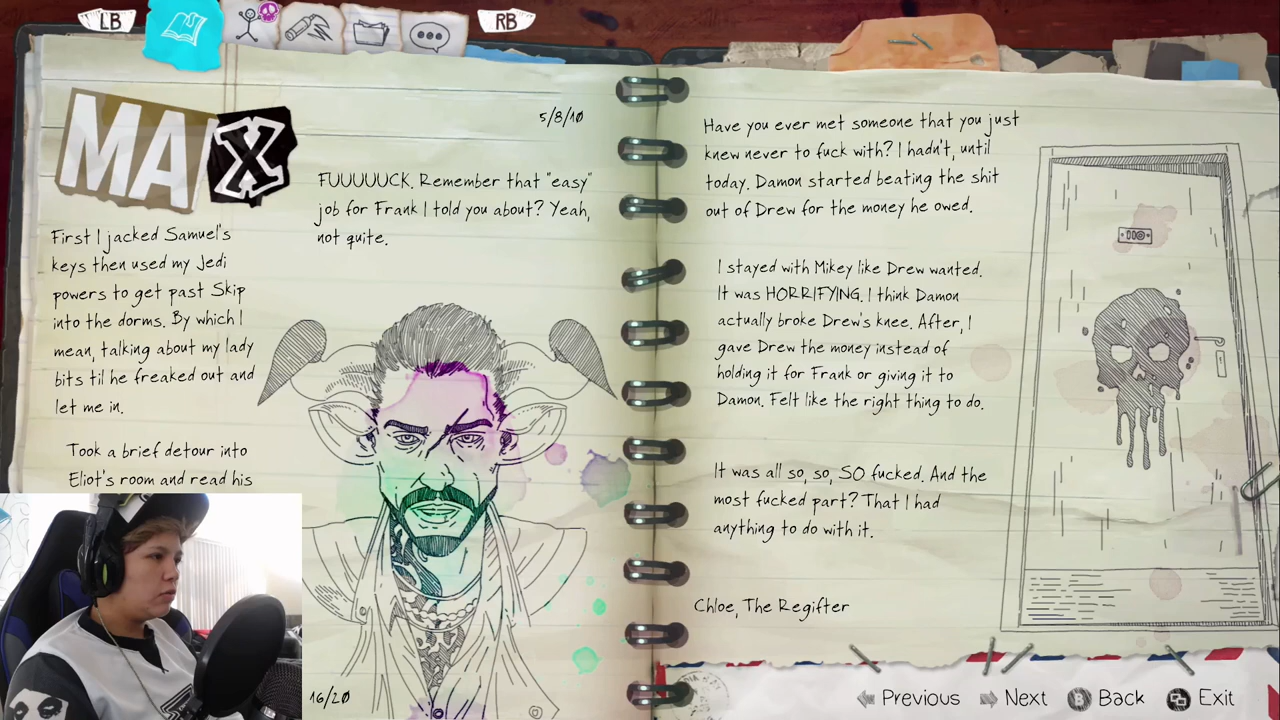 LB
RB
MAX
5/8/10
FUUUUUCK. Remember that "easy"
job for Frank I told you about? Yeah,
not quite.
First I jacked Samuel's
keys then used my Jedi
powers to get past Skip
into the dorms. By which I
mean, talking about my lady
bits til he freaked out and
let me in.
Took a brief detour into
Eliot's room and read his
16/20
Have you ever met someone that you just
knew never to fuck with? I hadn't, until
today. Damon started beating the shit
out of Drew for the money he owed.
I stayed with Mikey like Drew wanted.
It was HORRIFYING. I think Damon
actually broke Drew's knee. After, I
gave Drew the money instead of
holding it for Frank or giving it to
Damon. Felt like the right thing to do.
It was all so, so, SO fucked. And the
most fucked part? That I had
anything to do with it.
Chloe, The Regifter
Previous
Next
B Back
Exit